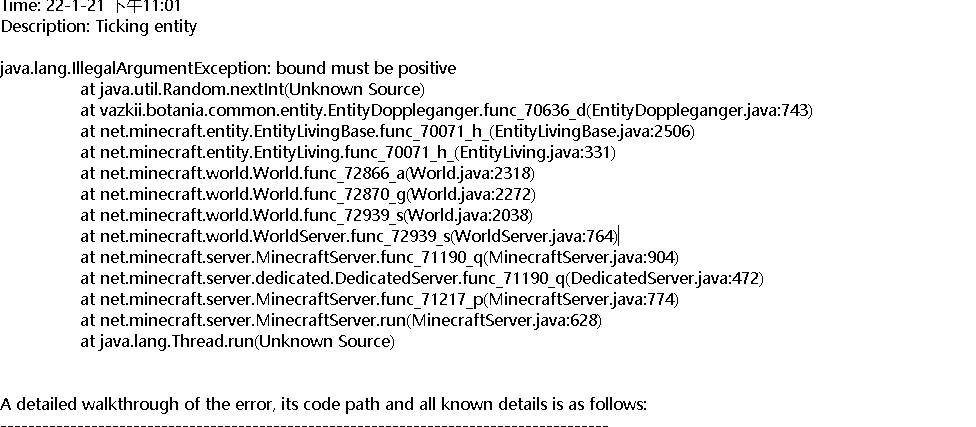 Time: 22-1-21 下午11:01
Description: Ticking entity
java.lang.IllegalArgumentException: bound must be positive
at java.util.Random.nextInt(Unknown Source)
at vazkii.botania.common.entity.EntityDoppleganger.func_70636_d(EntityDoppleganger.java:743)
at net.minecraft.entity.EntityLivingBase.func_70071_h_(EntityLivingBase.java:2506)
at net.minecraft.entity.EntityLiving.func_70071_h_(EntityLiving.java:331)
at net.minecraft.world.World.func_72866_a(World.java:2318)
at net.minecraft.world.World.func_72870_g(World.java:2272)
at net.minecraft.world.World.func_72939_s(World.java:2038)
at net.minecraft.world.WorldServer.func_72939_s(WorldServer.java:764)
at net.minecraft.server.MinecraftServer.func_71190_q(MinecraftServer.java:904)
at net.minecraft.server.dedicated.DedicatedServer.func_71190_q(DedicatedServer.java:472)
at net.minecraft.server.MinecraftServer.func_71217_p(MinecraftServer.java:774)
at net.minecraft.server.MinecraftServer.run(MinecraftServer.java:628)
at java.lang.Thread.run(Unknown Source)
A detailed walkthrough of the error, its code path and all known details is as follows:
---------------------------------------------------------------------------------------